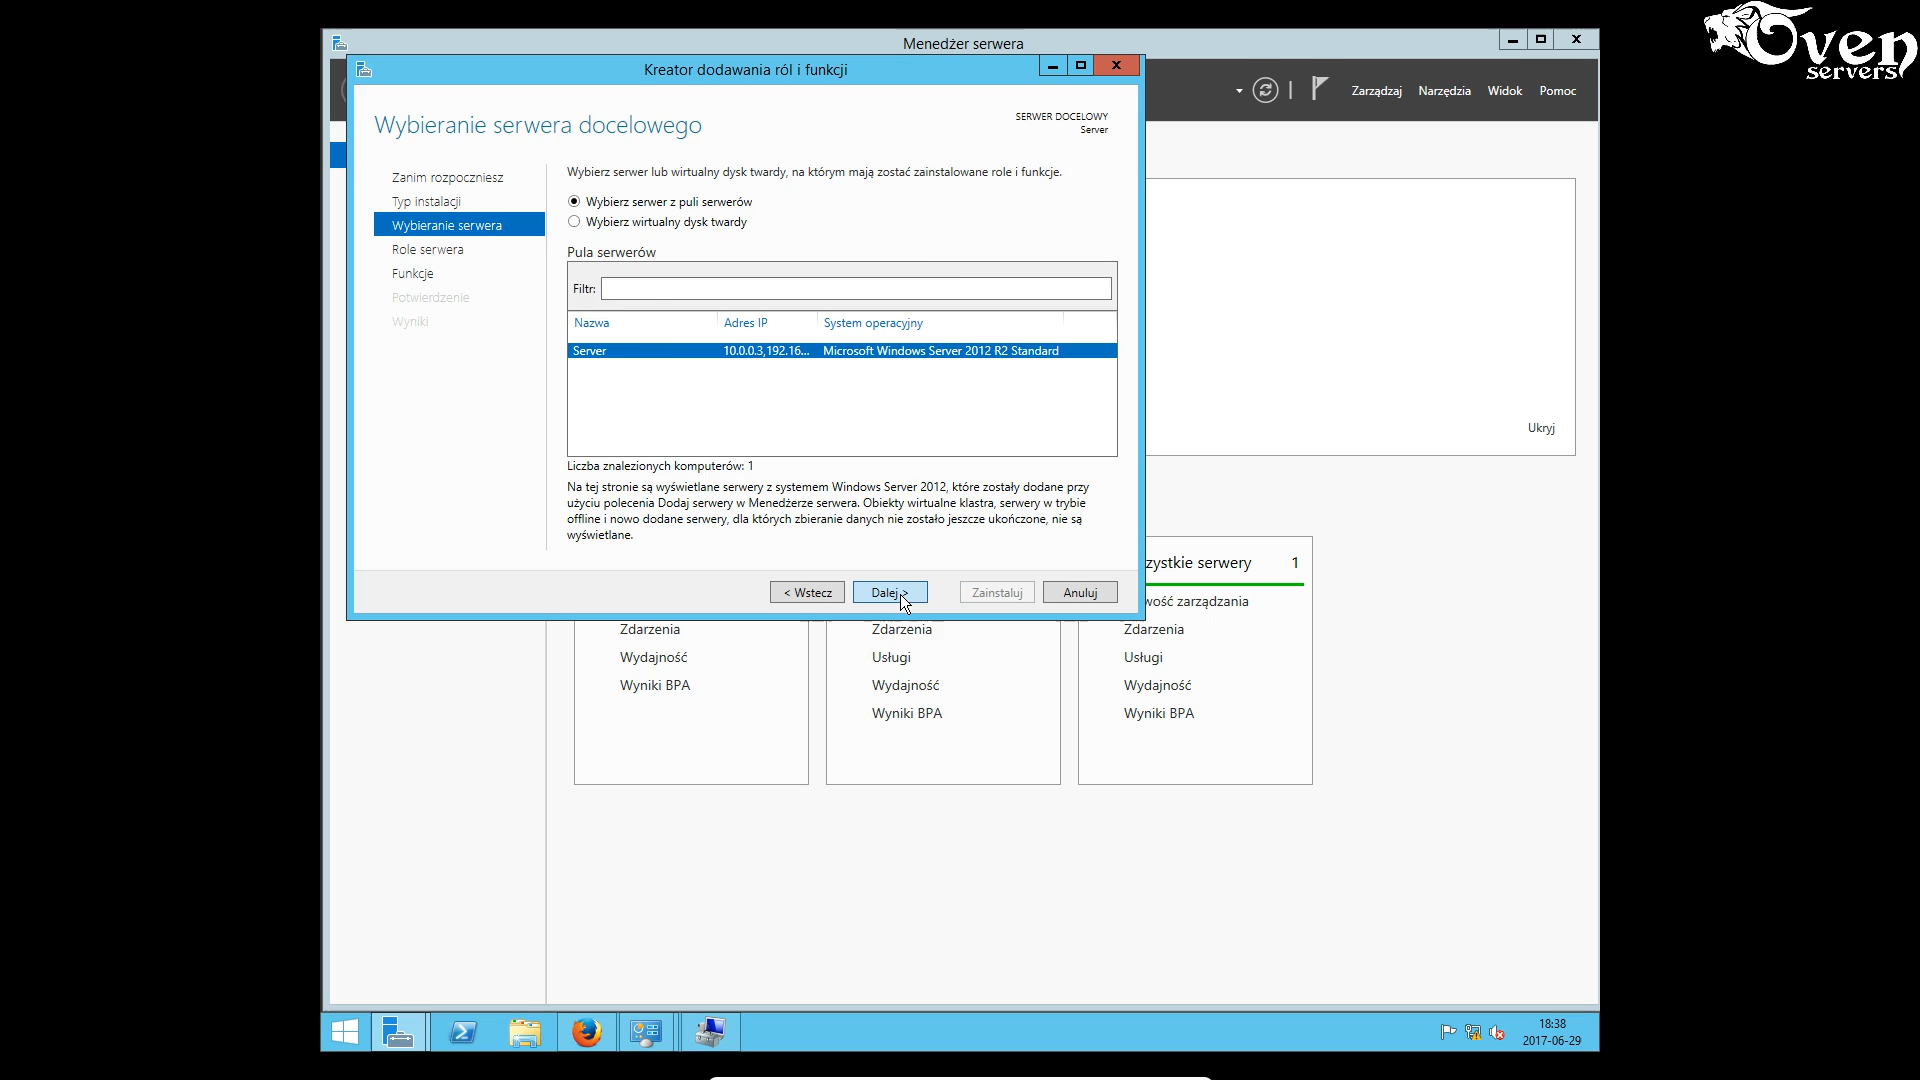 Oven
servers
Menedżer serwera
Kreator dodawania ról i funkcji
Zarządzaj
Narzędzia
Widok
Pomoc
Wybieranie serwera docelowego
SERWER DOCELOWY
Server
Zanim rozpoczniesz
Typ instalacji
Wybieranie serwera
Role serwera
Funkcje
Potwierdzenie
Wyniki
Wybierz serwer lub wirtualny dysk twardy, na którym mają zostać zainstalowane role i funkcje.
Wybierz serwer z puli serwerów
Wybierz wirtualny dysk twardy
Pula serwerów
Filtr:
Nazwa Adres IP System operacyjny
Server 10.0.0.3,192.16... Microsoft Windows Server 2012 R2 Standard
Liczba znalezionych komputerów: 1
Na tej stronie są wyświetlane serwery z systemem Windows Server 2012, które zostały dodane przy
użyciu polecenia Dodaj serwery w Menedżerze serwera. Obiekty wirtualne klastra, serwery w trybie
offline i nowo dodane serwery, dla których zbieranie danych nie zostało jeszcze ukończone, nie są
wyświetlane.
< Wstecz
Dalej >
Zainstaluj
Anuluj
Ukryj
zystkie serwery 1
wość zarządzania
Zdarzenia
Usługi
Wydajność
Wyniki BPA
Zdarzenia
Wydajność
Wyniki BPA
Zdarzenia
Usługi
Wydajność
Wyniki BPA
18:38
2017-06-29